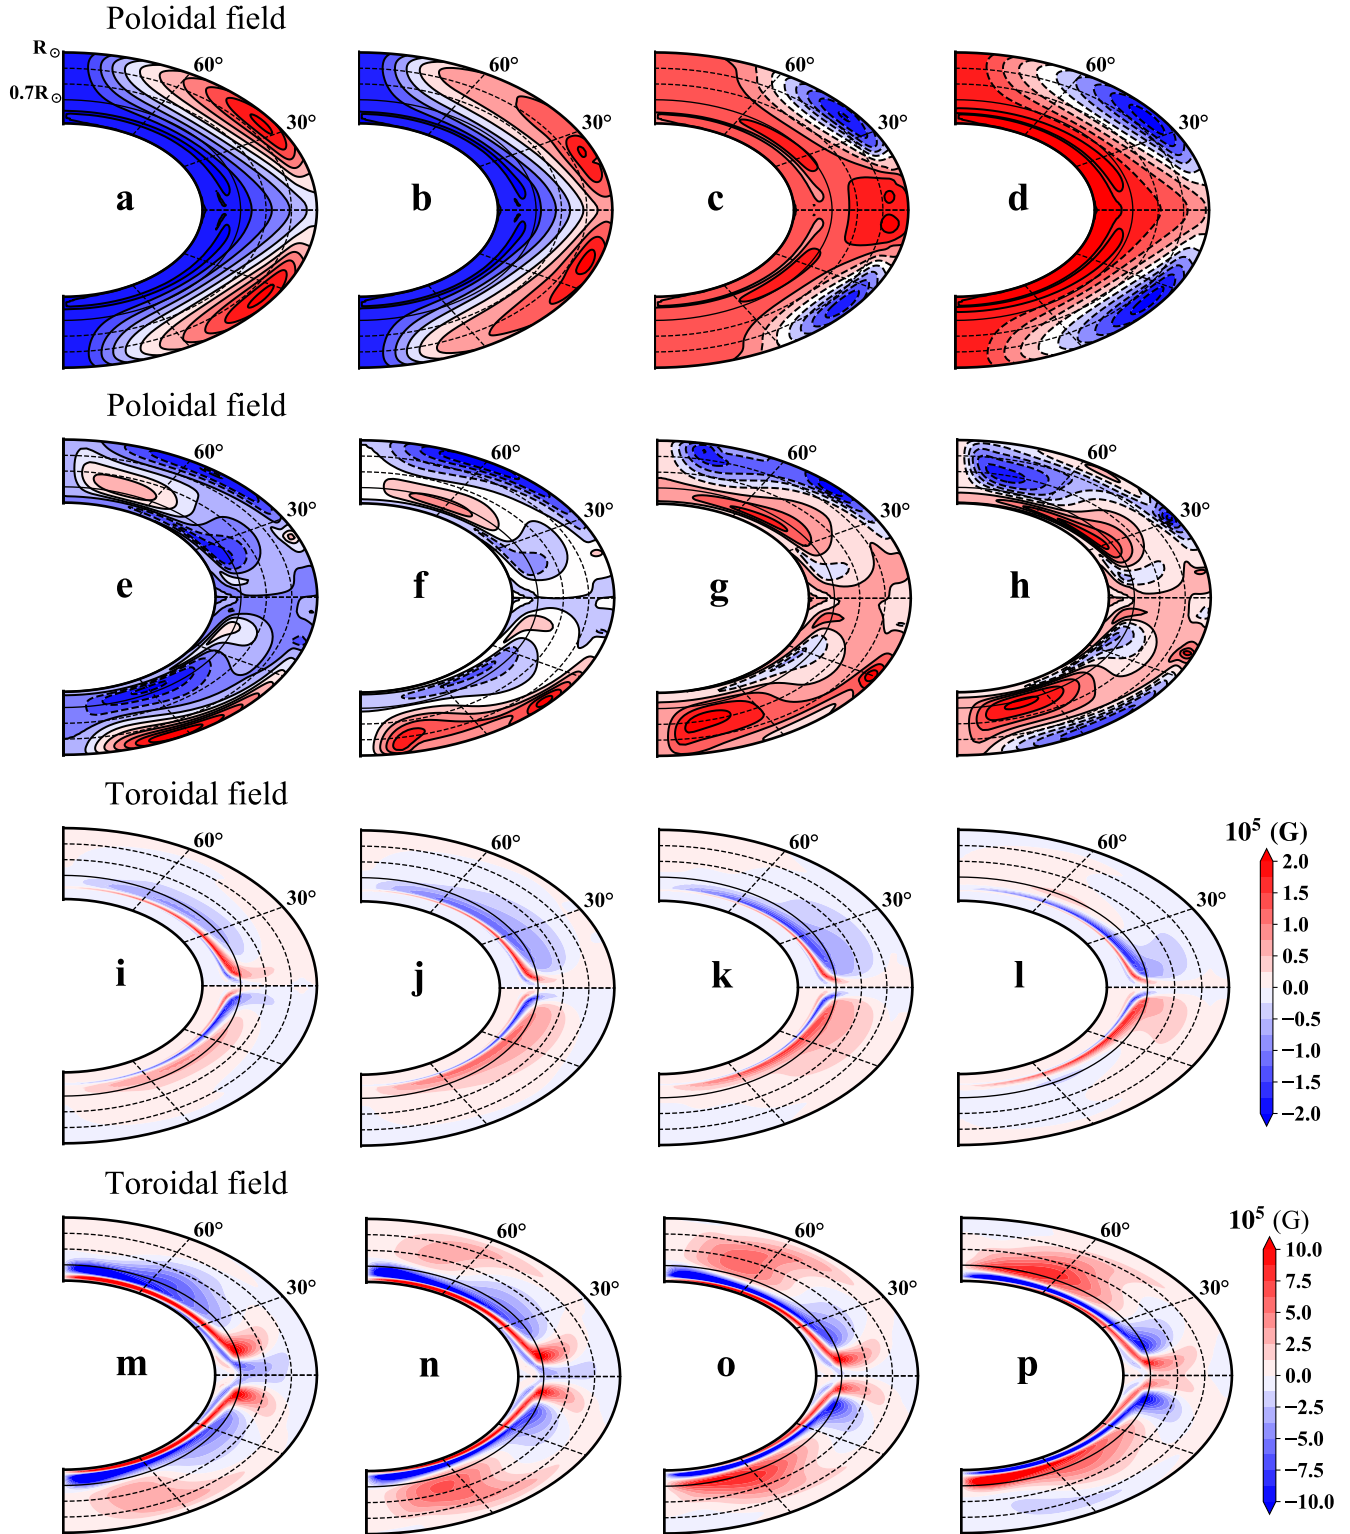 Poloidal field
R⊙
0.7R⊙
60°
30°
a
60°
30°
b
60°
30°
c
60°
30°
d
Poloidal field
60°
30°
e
60°
30°
f
60°
30°
g
60°
30°
h
Toroidal field
60°
30°
i
60°
30°
j
60°
30°
k
60°
30°
l
10⁵ (G)
2.0
1.5
1.0
0.5
0.0
−0.5
−1.0
−1.5
−2.0
Toroidal field
60°
30°
m
60°
30°
n
60°
30°
o
60°
30°
p
10⁵ (G)
10.0
7.5
5.0
2.5
0.0
−2.5
−5.0
−7.5
−10.0